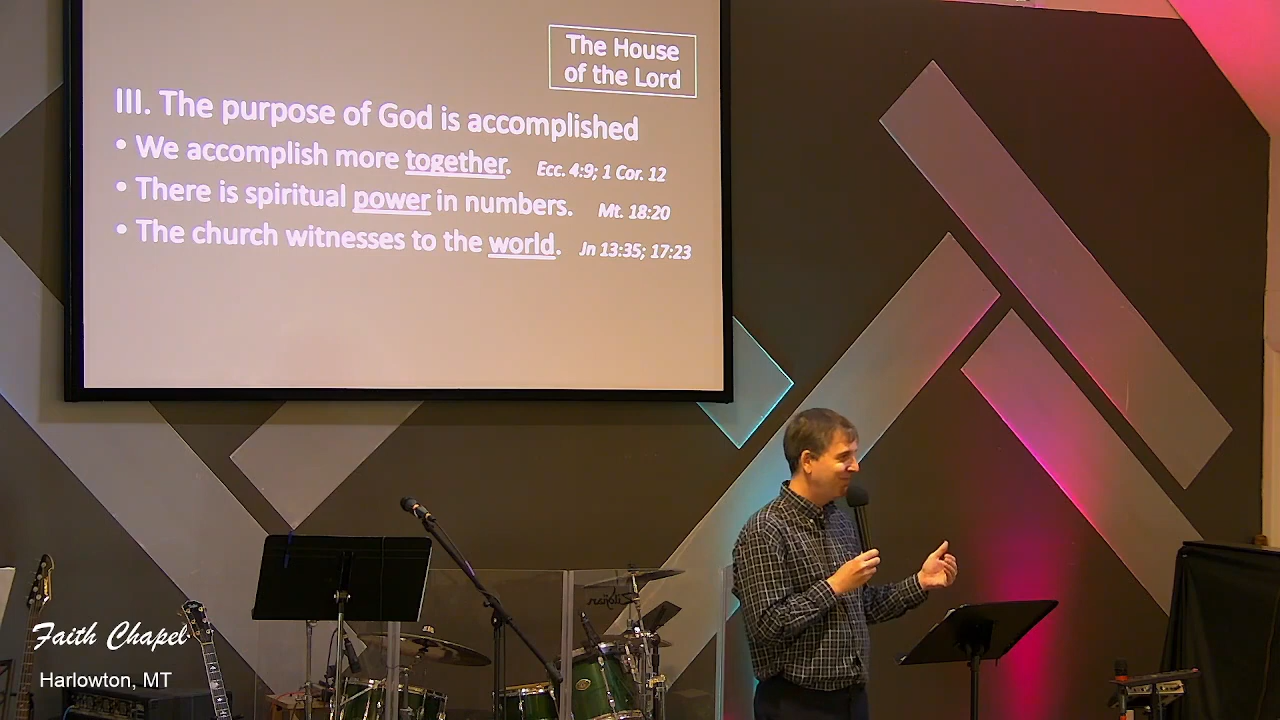 The House
of the Lord
III. The purpose of God is accomplished
• We accomplish more together. Ecc. 4:9; 1 Cor. 12
• There is spiritual power in numbers. Mt. 18:20
• The church witnesses to the world. Jn 13:35; 17:23
Zildjian
Faith Chapel
Harlowton, MT